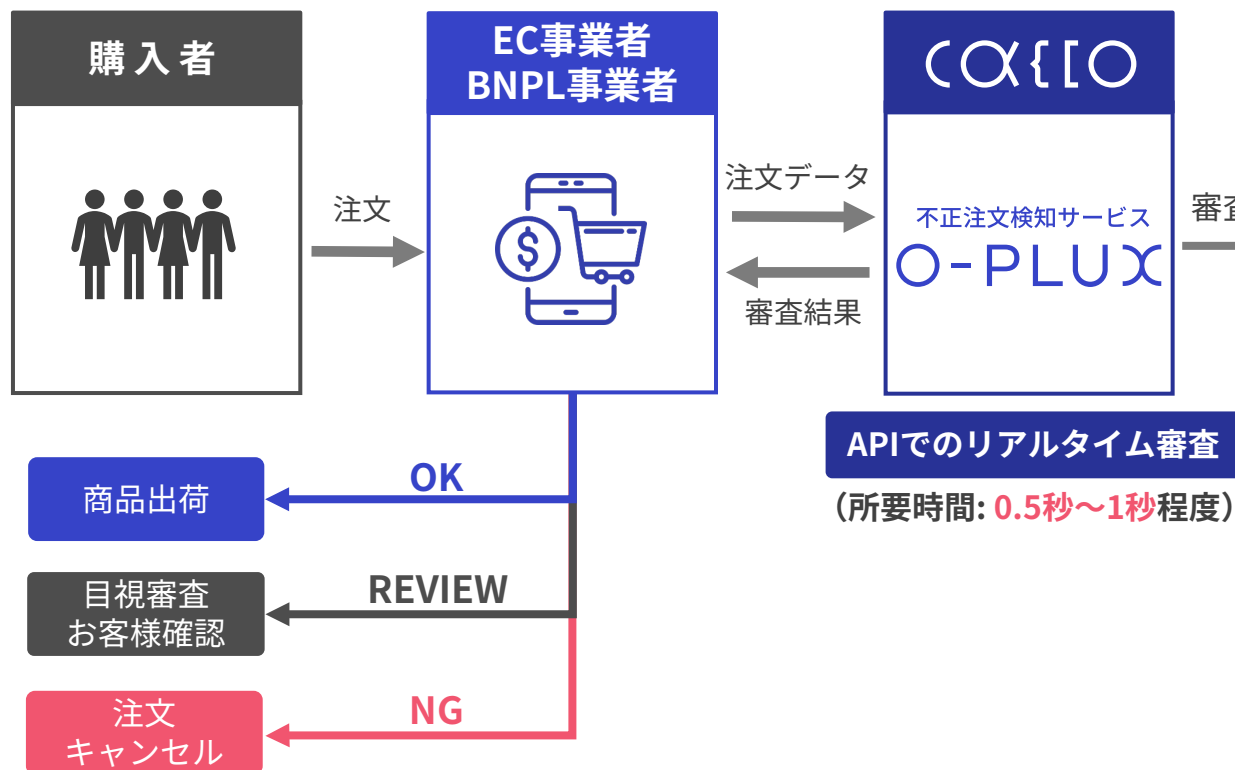 購入者
EC事業者
BNPL事業者
cacco
注文
注文データ
審査結果
不正注文検知サービス
O-PLUX
審査
APIでのリアルタイム審査
（所要時間: 0.5秒～1秒程度）
OK
商品出荷
REVIEW
目視審査
お客様確認
NG
注文
キャンセル